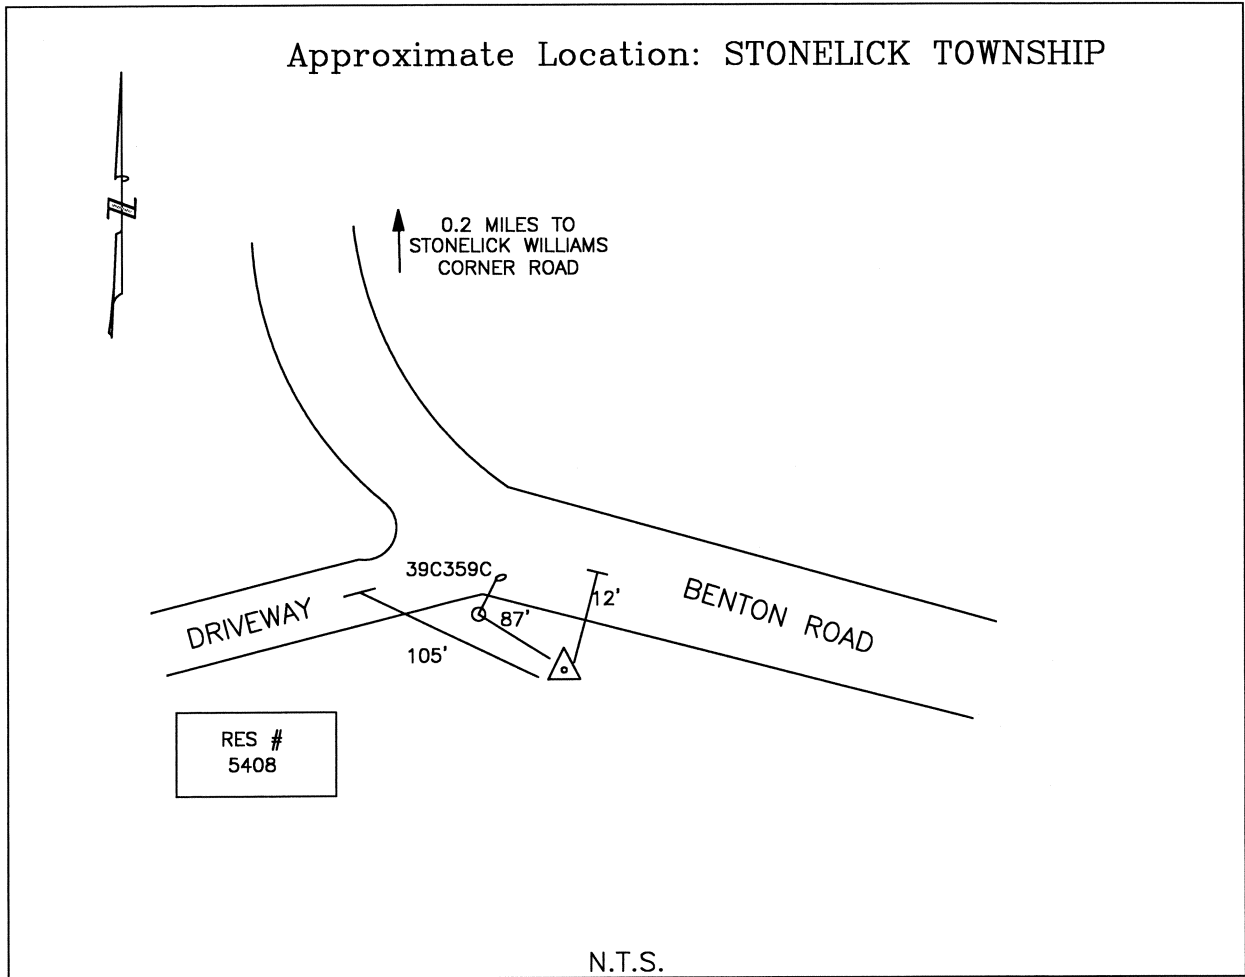 Approximate Location: STONELICK TOWNSHIP
N
0.2 MILES TO
STONELICK WILLIAMS
CORNER ROAD
39C359C
12'
BENTON ROAD
87'
DRIVEWAY
105'
RES #
5408
N.T.S.